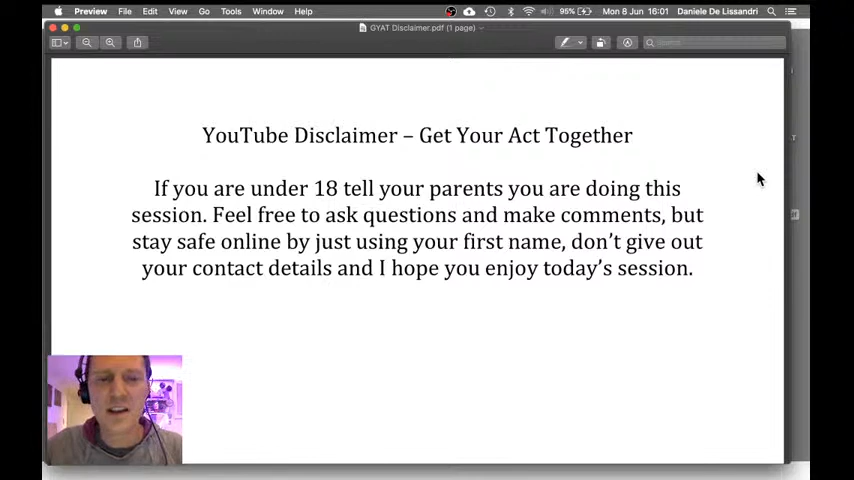 Preview File Edit View Go Tools Window Help 95% Mon 8 Jun 16:01 Daniele De Lissandri
GYAT Disclaimer.pdf (1 page)
Search
YouTube Disclaimer – Get Your Act Together
If you are under 18 tell your parents you are doing this
session. Feel free to ask questions and make comments, but
stay safe online by just using your first name, don’t give out
your contact details and I hope you enjoy today’s session.